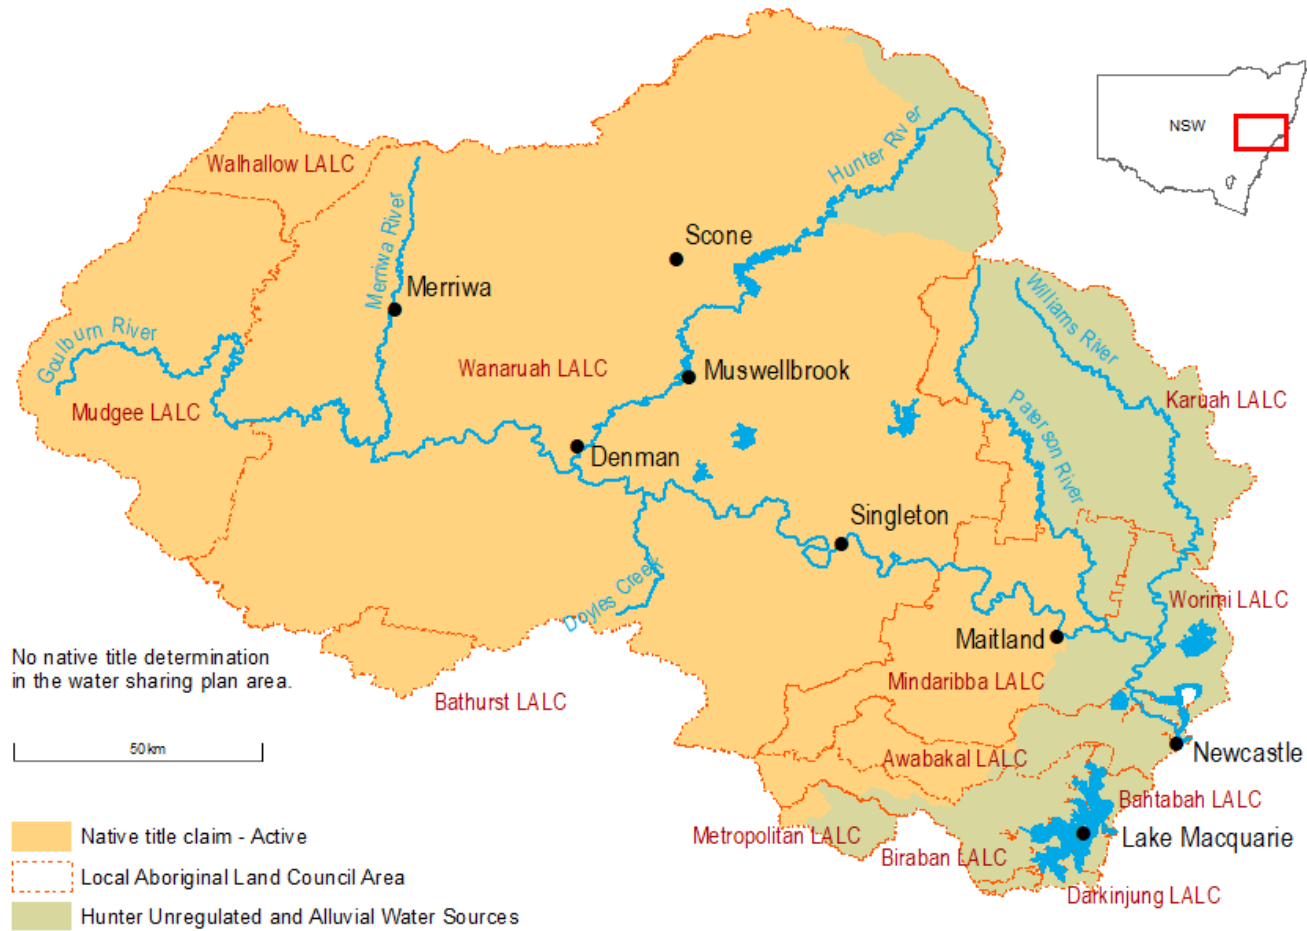 NSW
Walhallow LALC
Hunter River
Merriwa River
Scone
Merriwa
Williams River
Goulburn River
Wanaruah LALC
Muswellbrook
Mudgee LALC
Karuah LALC
Paterson River
Denman
Singleton
Doyles Creek
Worimi LALC
Maitland
No native title determination
in the water sharing plan area.
Mindaribba LALC
Bathurst LALC
50km
Awabakal LALC
Newcastle
Bahtabah LALC
Native title claim - Active
Metropolitan LALC
Lake Macquarie
Biraban LALC
Local Aboriginal Land Council Area
Darkinjung LALC
Hunter Unregulated and Alluvial Water Sources